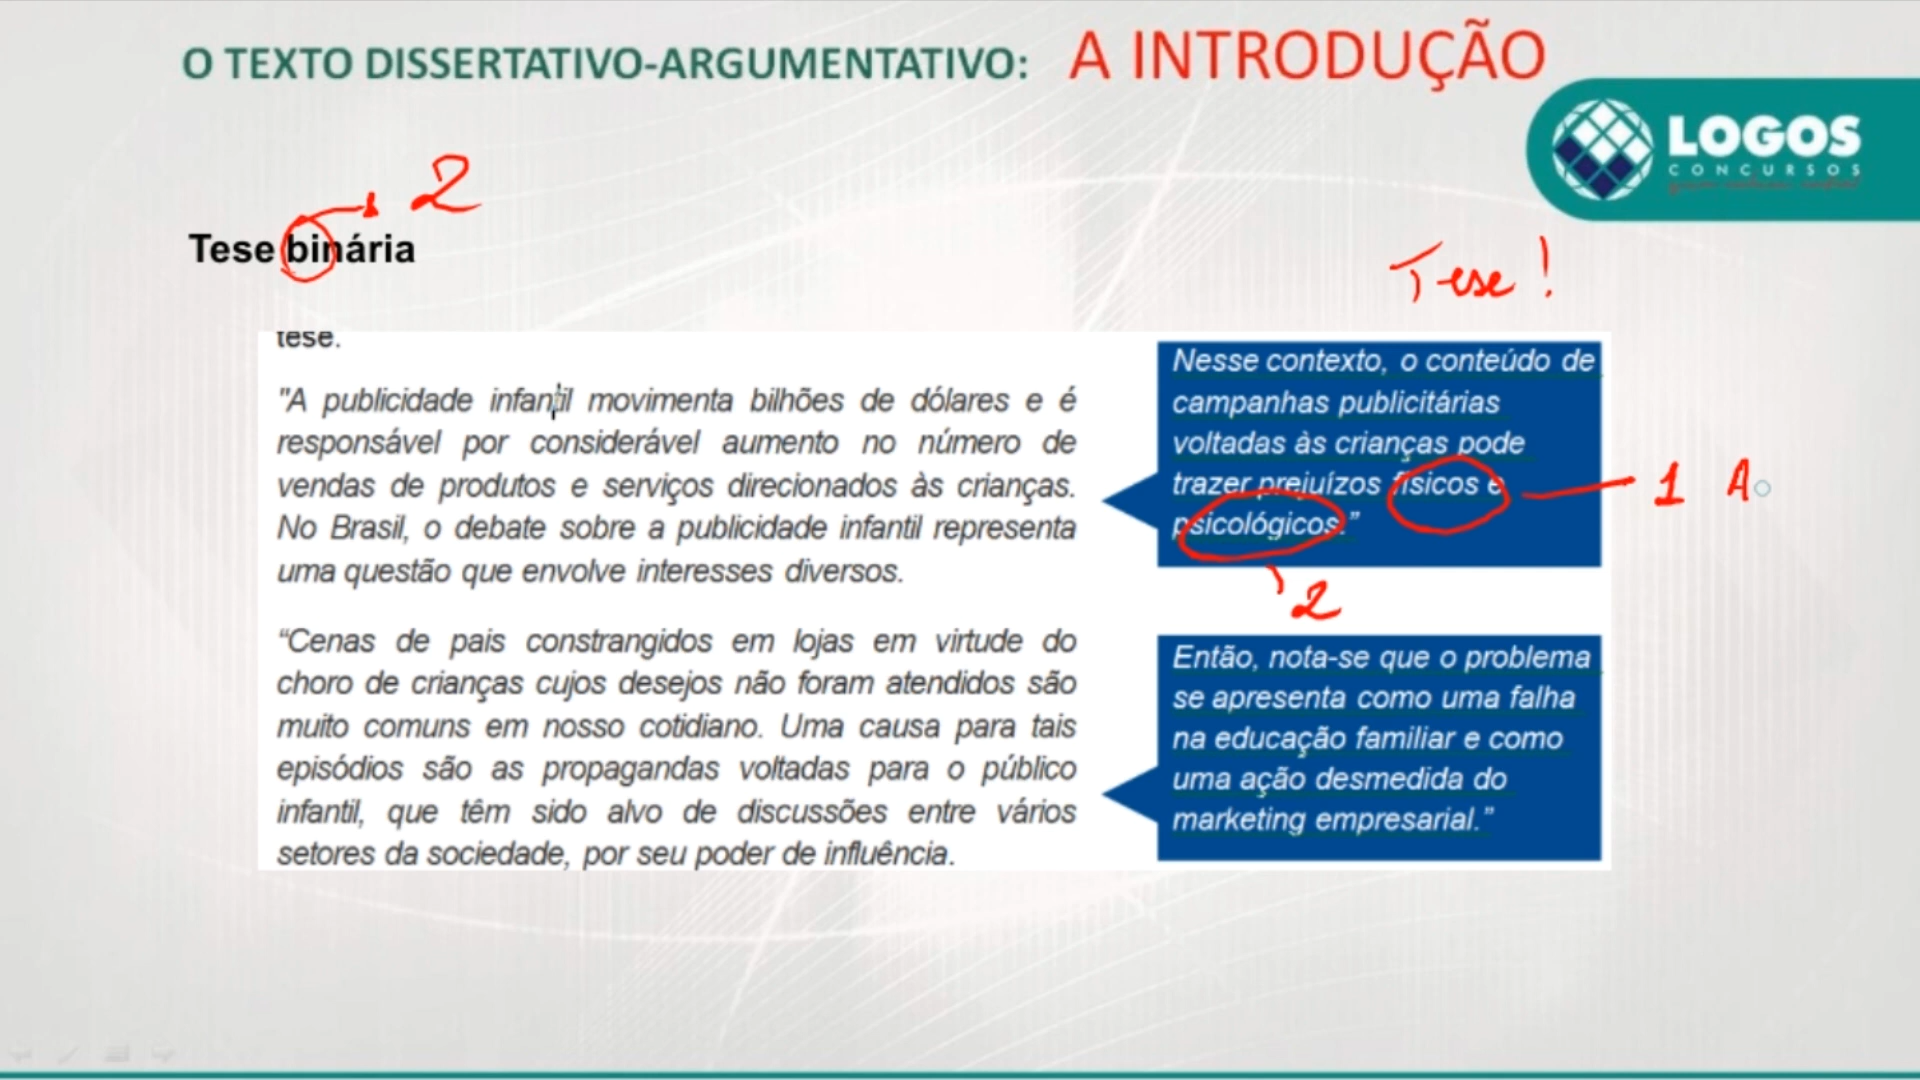 O TEXTO DISSERTATIVO-ARGUMENTATIVO: A INTRODUÇÃO
LOGOS
CONCURSOS
2
Tese binária
Tese!
tese.
"A publicidade infantil movimenta bilhões de dólares e é
responsável por considerável aumento no número de
vendas de produtos e serviços direcionados às crianças.
No Brasil, o debate sobre a publicidade infantil representa
uma questão que envolve interesses diversos.
Nesse contexto, o conteúdo de
campanhas publicitárias
voltadas às crianças pode
trazer prejuízos físicos e
psicológicos.”
1 A
2
“Cenas de pais constrangidos em lojas em virtude do
choro de crianças cujos desejos não foram atendidos são
muito comuns em nosso cotidiano. Uma causa para tais
episódios são as propagandas voltadas para o público
infantil, que têm sido alvo de discussões entre vários
setores da sociedade, por seu poder de influência.
Então, nota-se que o problema
se apresenta como uma falha
na educação familiar e como
uma ação desmedida do
marketing empresarial.”